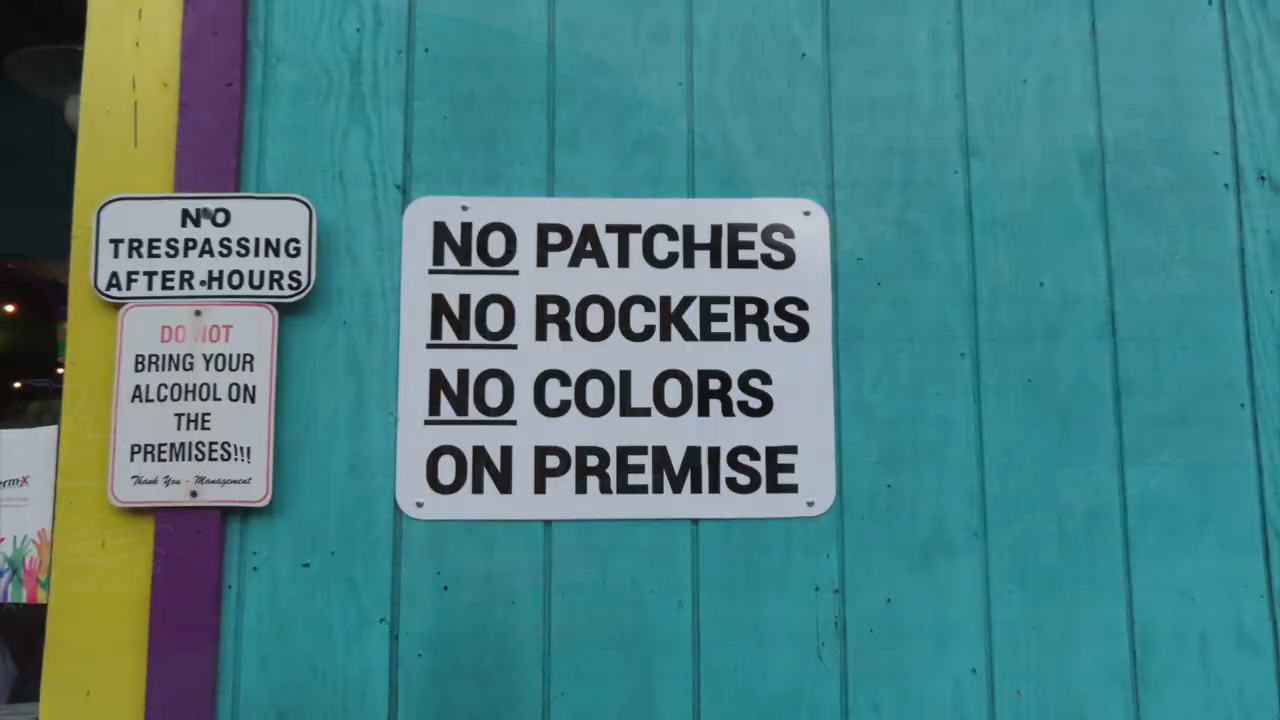 NO
TRESPASSING
AFTER HOURS
DO NOT
BRING YOUR
ALCOHOL ON
THE
PREMISES!!!
Thank You - Management
NO PATCHES
NO ROCKERS
NO COLORS
ON PREMISE